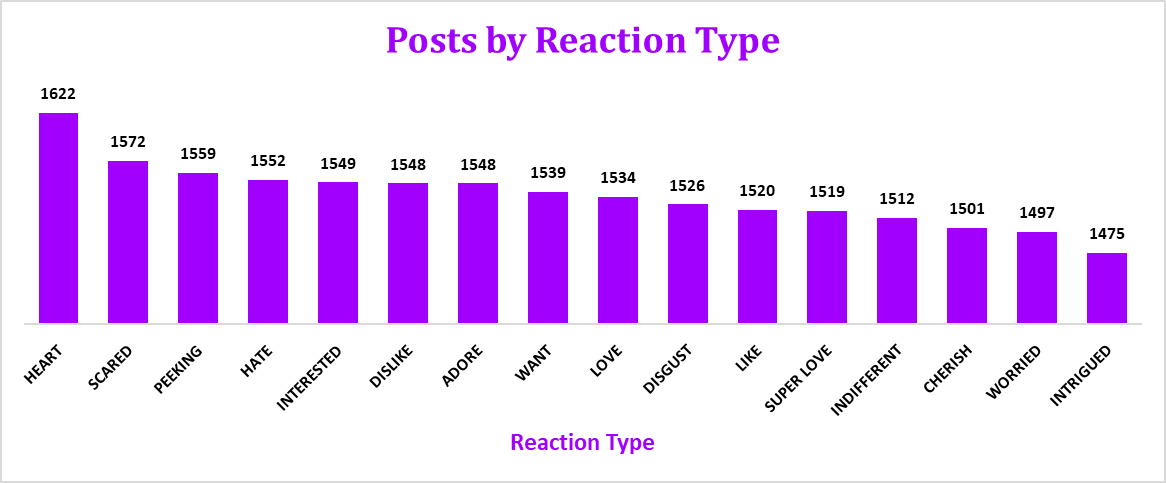 Posts by Reaction Type
1622
1572
1559
1552
1549
1548
1548
1539
1534
1526
1520
1519
1512
1501
1497
1475
HEART
SCARED
PEEKING
HATE
INTERESTED
DISLIKE
ADORE
WANT
LOVE
DISGUST
LIKE
SUPER LOVE
INDIFFERENT
CHERISH
WORRIED
INTRIGUED
Reaction Type